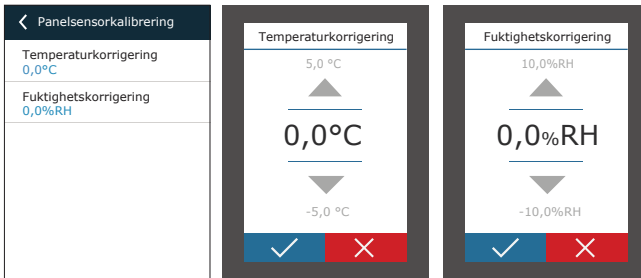 Panelsensorkalibrering
Temperaturkorrigering
0,0°C
Fuktighetskorrigering
0,0%RH
Temperaturkorrigering
5,0 °C
0,0°C
-5,0 °C
Fuktighetskorrigering
10,0%RH
0,0%RH
-10,0%RH